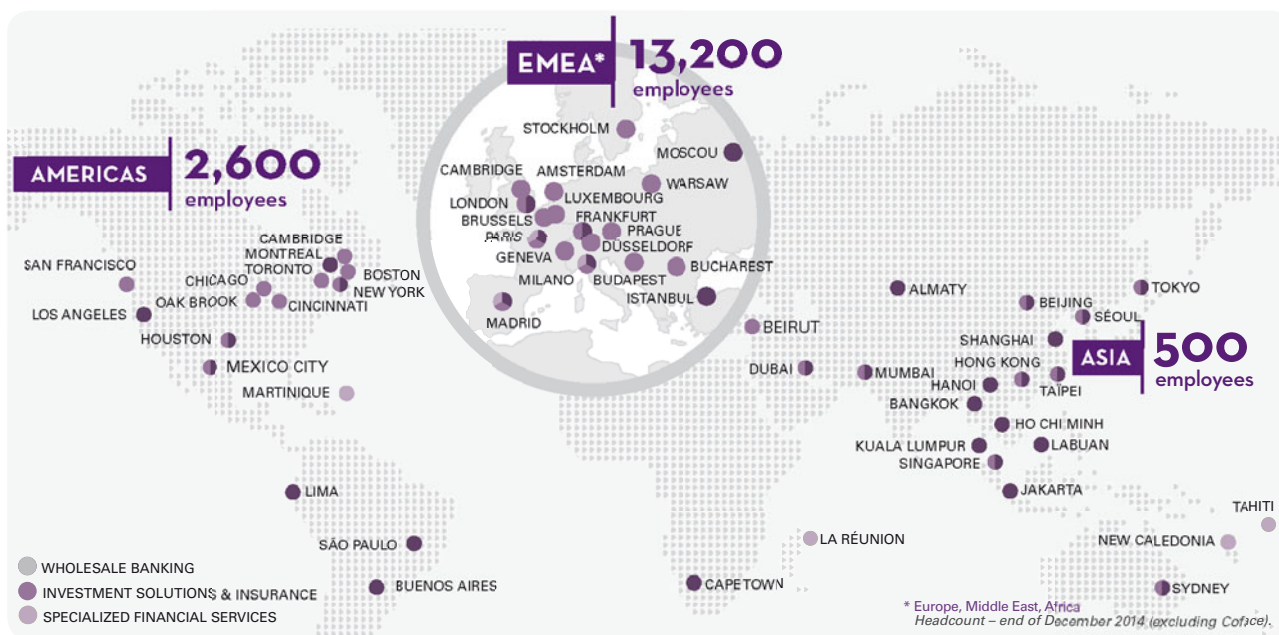 EMEA*
13,200
employees
AMERICAS
2,600
employees
STOCKHOLM
MOSCOU
CAMBRIDGE
AMSTERDAM
WARSAW
LONDON
LUXEMBOURG
BRUSSELS
FRANKFURT
PARIS
PRAGUE
DÜSSELDORF
GENEVA
BUCHAREST
MILANO
BUDAPEST
ISTANBUL
MADRID
CAMBRIDGE
MONTREAL
TORONTO
BOSTON
NEW YORK
SAN FRANCISCO
CHICAGO
OAK BROOK
CINCINNATI
LOS ANGELES
HOUSTON
MEXICO CITY
MARTINIQUE
BEIRUT
DUBAI
ALMATY
TOKYO
BEIJING
SÉOUL
SHANGHAI
ASIA
500
employees
HONG KONG
MUMBAI
HANOI
TAÏPEI
BANGKOK
HO CHI MINH
KUALA LUMPUR
LABUAN
SINGAPORE
JAKARTA
LIMA
SÃO PAULO
BUENOS AIRES
CAPETOWN
LA RÉUNION
TAHITI
NEW CALEDONIA
SYDNEY
WHOLESALE BANKING
INVESTMENT SOLUTIONS & INSURANCE
SPECIALIZED FINANCIAL SERVICES
* Europe, Middle East, Africa
Headcount – end of December 2014 (excluding Coface).